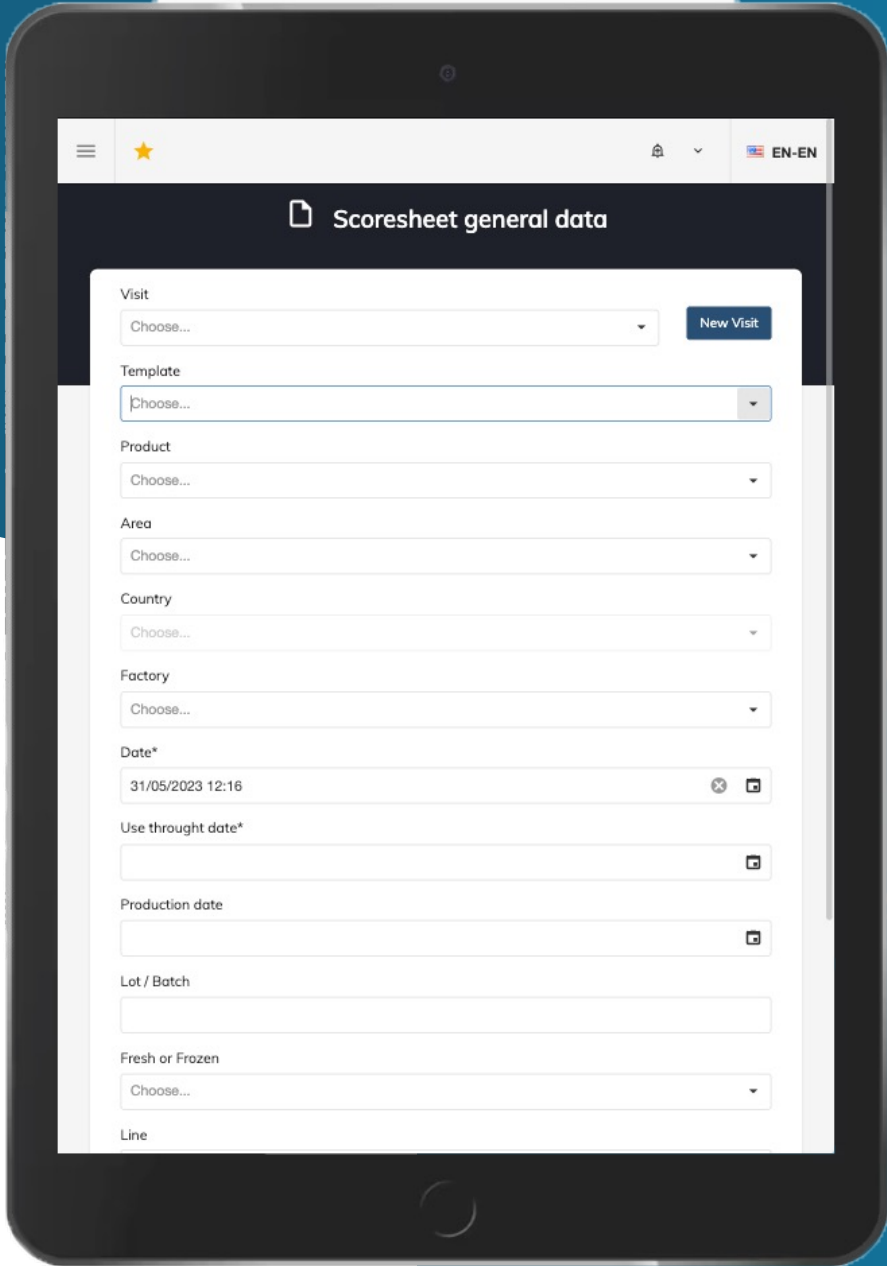 EN-EN
Scoresheet general data
Visit
Choose...
New Visit
Template
Choose...
Product
Choose...
Area
Choose...
Country
Choose...
Factory
Choose...
Date*
31/05/2023 12:16
Use throught date*
Production date
Lot / Batch
Fresh or Frozen
Choose...
Line